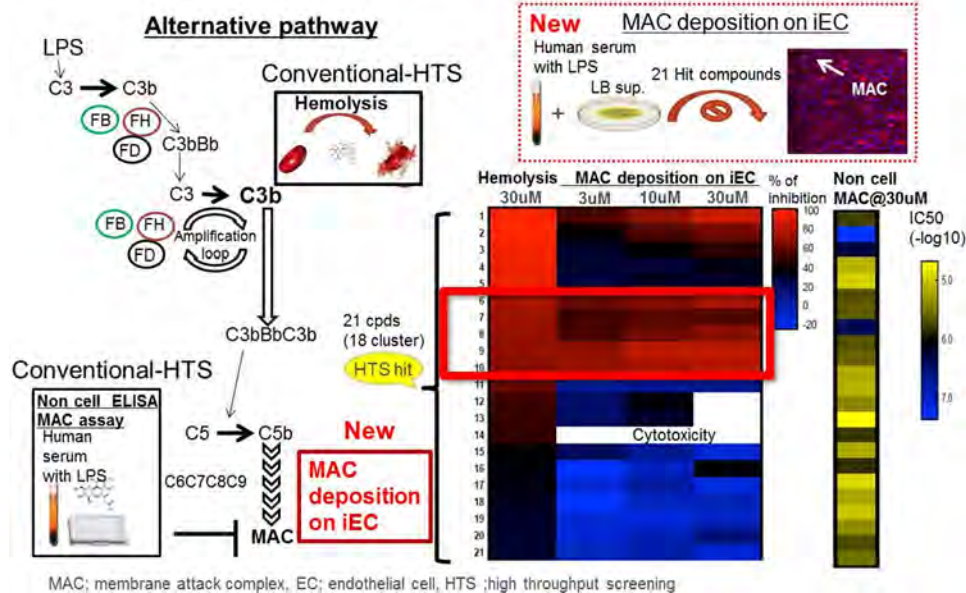 Alternative pathway
LPS
C3
C3b
FB
FH
FD
C3bBb
C3
C3b
FB
FH
FD
Amplification
loop
C3bBbC3b
C5
C5b
C6C7C8C9
MAC
Conventional-HTS
Hemolysis
Conventional-HTS
Non cell ELISA
MAC assay
Human
serum
with LPS
New
MAC
deposition
on iEC
21 cpds
(18 cluster)
HTS hit
New
MAC deposition on iEC
Human serum
with LPS
+
LB sup.
21 Hit compounds
MAC
Hemolysis
30uM
MAC deposition on iEC
3uM
10uM
30uM
1
2
3
4
5
6
7
8
9
10
11
12
13
14
15
16
17
18
19
20
21
Cytotoxicity
% of
inhibition
100
80
60
40
20
0
-20
Non cell
MAC@30uM
IC50
(-log10)
5.0
6.0
7.0
MAC; membrane attack complex, EC; endothelial cell, HTS ;high throughput screening